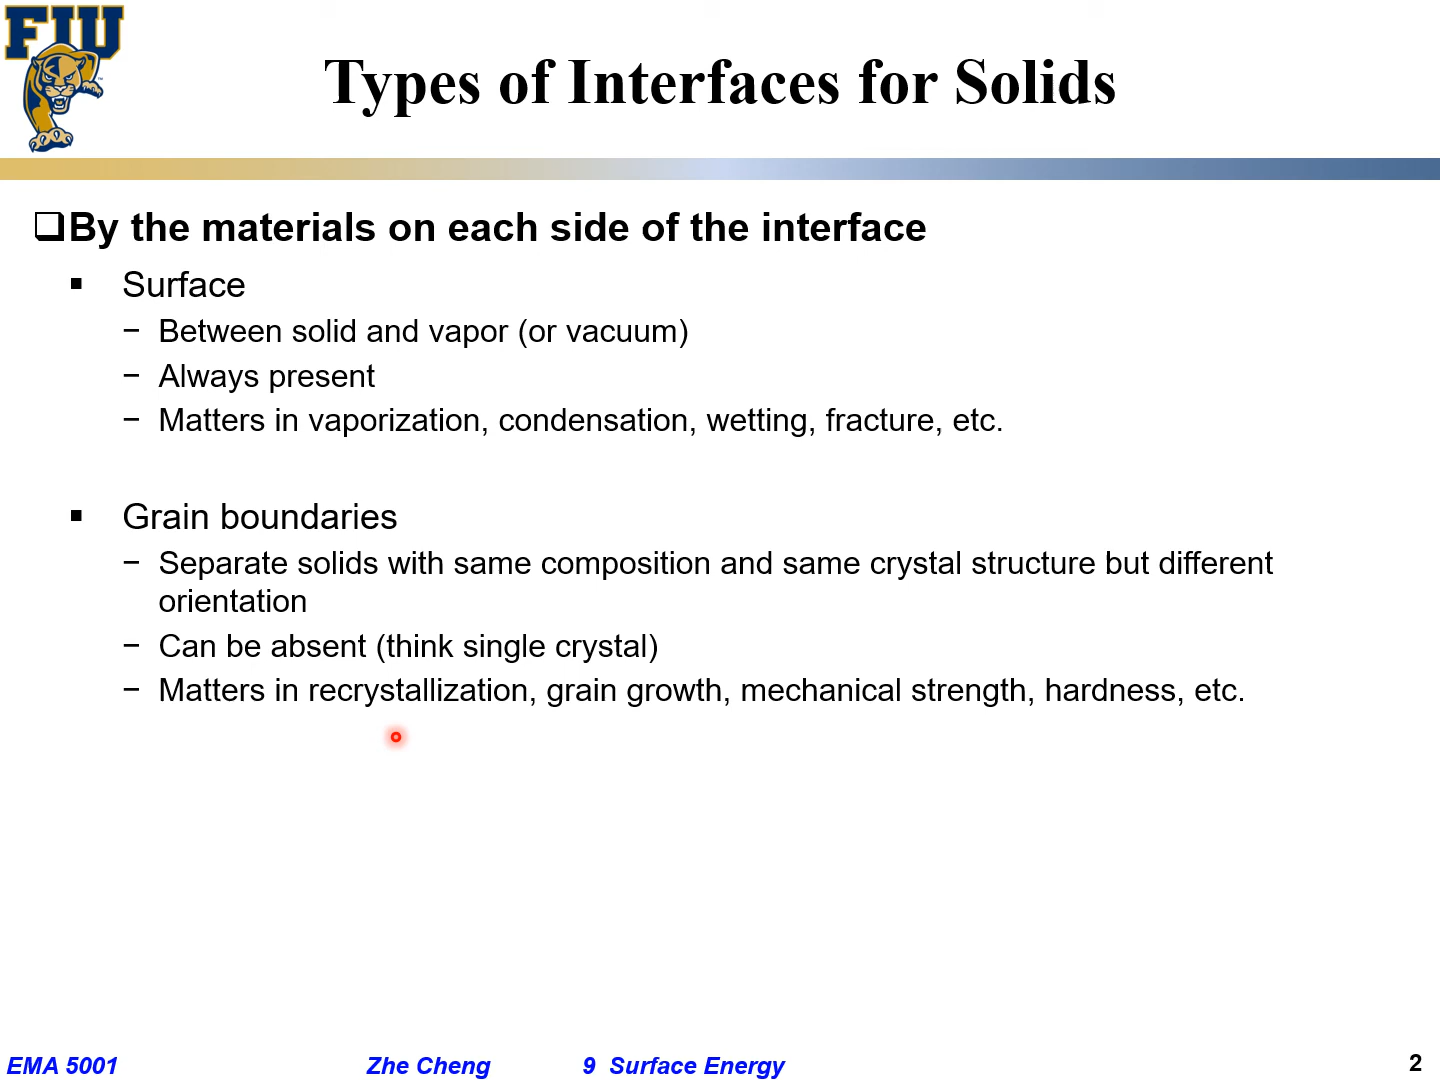 FIU
Types of Interfaces for Solids
❑By the materials on each side of the interface
▪ Surface
− Between solid and vapor (or vacuum)
− Always present
− Matters in vaporization, condensation, wetting, fracture, etc.
▪ Grain boundaries
− Separate solids with same composition and same crystal structure but different
orientation
− Can be absent (think single crystal)
− Matters in recrystallization, grain growth, mechanical strength, hardness, etc.
EMA 5001 Zhe Cheng 9 Surface Energy 2